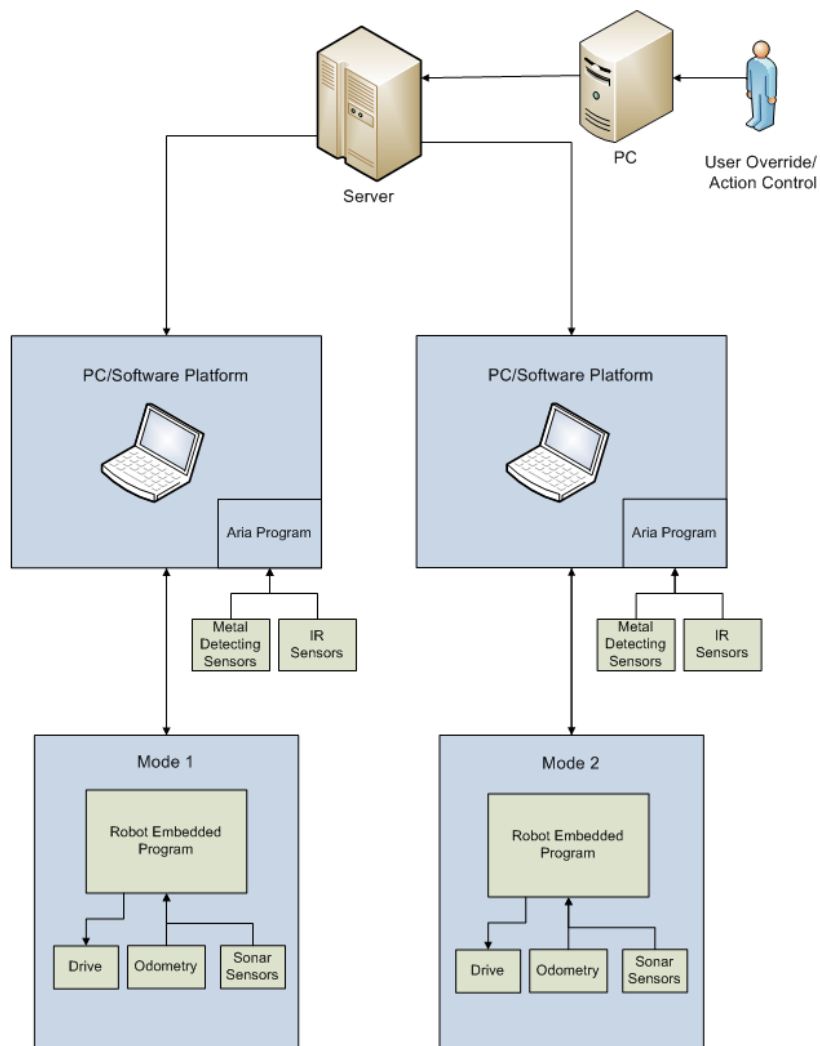 Server
PC
User Override/
Action Control
PC/Software Platform
Aria Program
Metal
Detecting
Sensors
IR
Sensors
PC/Software Platform
Aria Program
Metal
Detecting
Sensors
IR
Sensors
Mode 1
Robot Embedded
Program
Drive
Odometry
Sonar
Sensors
Mode 2
Robot Embedded
Program
Drive
Odometry
Sonar
Sensors